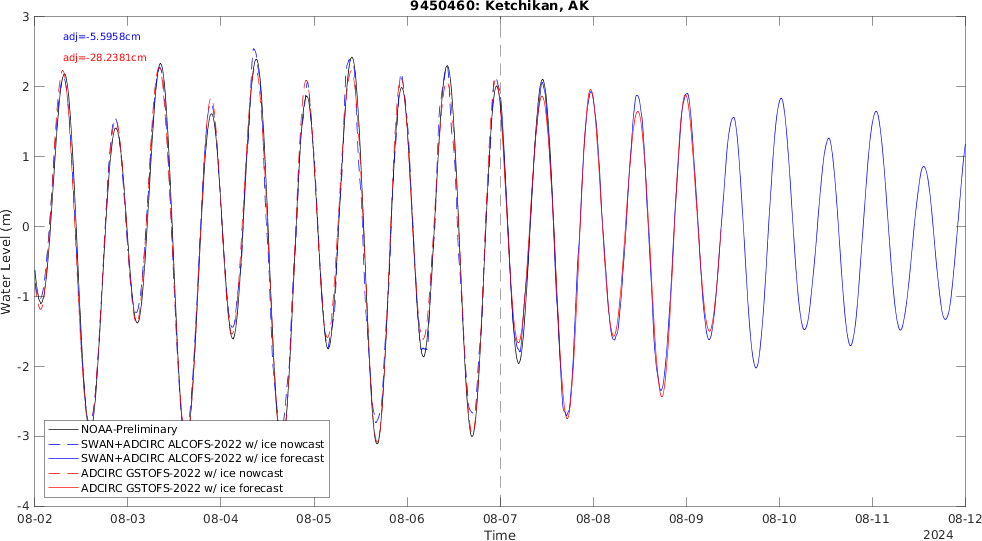 9450460: Ketchikan, AK
adj=-5.5958cm
adj=-28.2381cm
3
2
1
0
-1
-2
-3
-4
Water Level (m)
NOAA-Preliminary
SWAN+ADCIRC ALCOFS-2022 w/ ice nowcast
SWAN+ADCIRC ALCOFS-2022 w/ ice forecast
ADCIRC GSTOFS-2022 w/ ice nowcast
ADCIRC GSTOFS-2022 w/ ice forecast
08-02 08-03 08-04 08-05 08-06 08-07 08-08 08-09 08-10 08-11 08-12
Time
2024